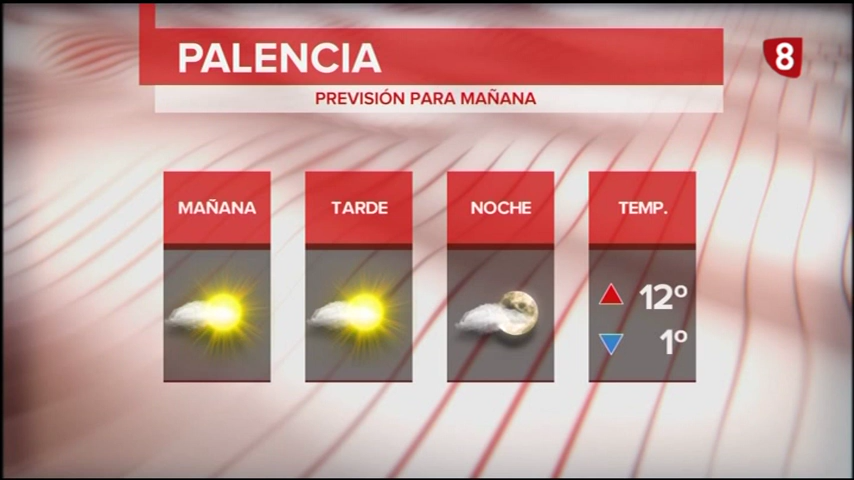 PALENCIA
8
PREVISIÓN PARA MAÑANA
MAÑANA
TARDE
NOCHE
TEMP.
12º
1º